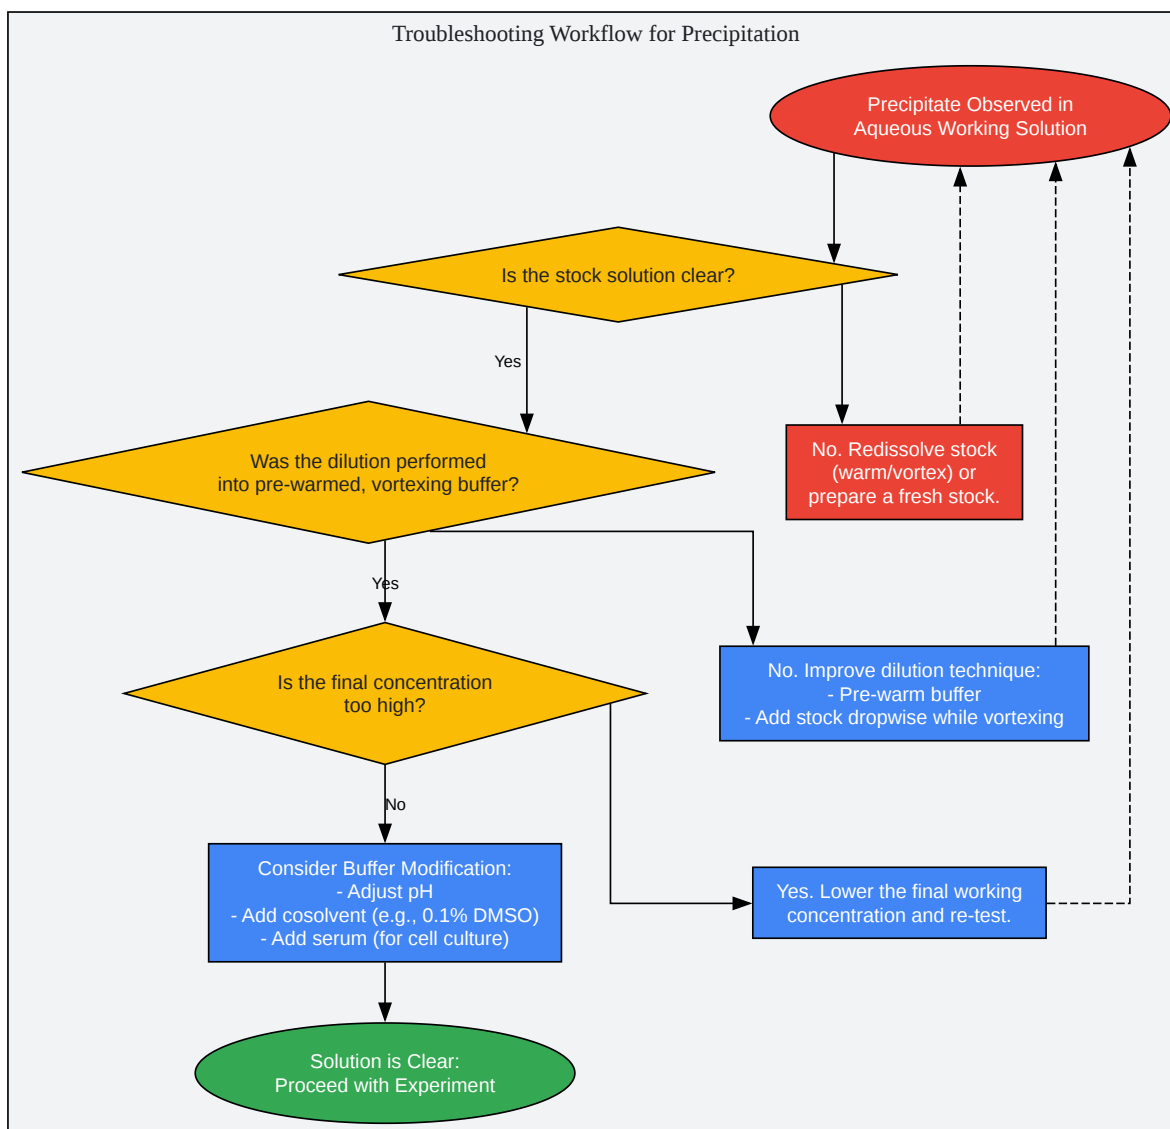 Troubleshooting Workflow for Precipitation
Precipitate Observed in
Aqueous Working Solution
Is the stock solution clear?
Yes
No. Redissolve stock
(warm/vortex) or
prepare a fresh stock.
Was the dilution performed
into pre-warmed, vortexing buffer?
Yes
No. Improve dilution technique:
- Pre-warm buffer
- Add stock dropwise while vortexing
Is the final concentration
too high?
No
Yes. Lower the final working
concentration and re-test.
Consider Buffer Modification:
- Adjust pH
- Add cosolvent (e.g., 0.1% DMSO)
- Add serum (for cell culture)
Solution is Clear:
Proceed with Experiment